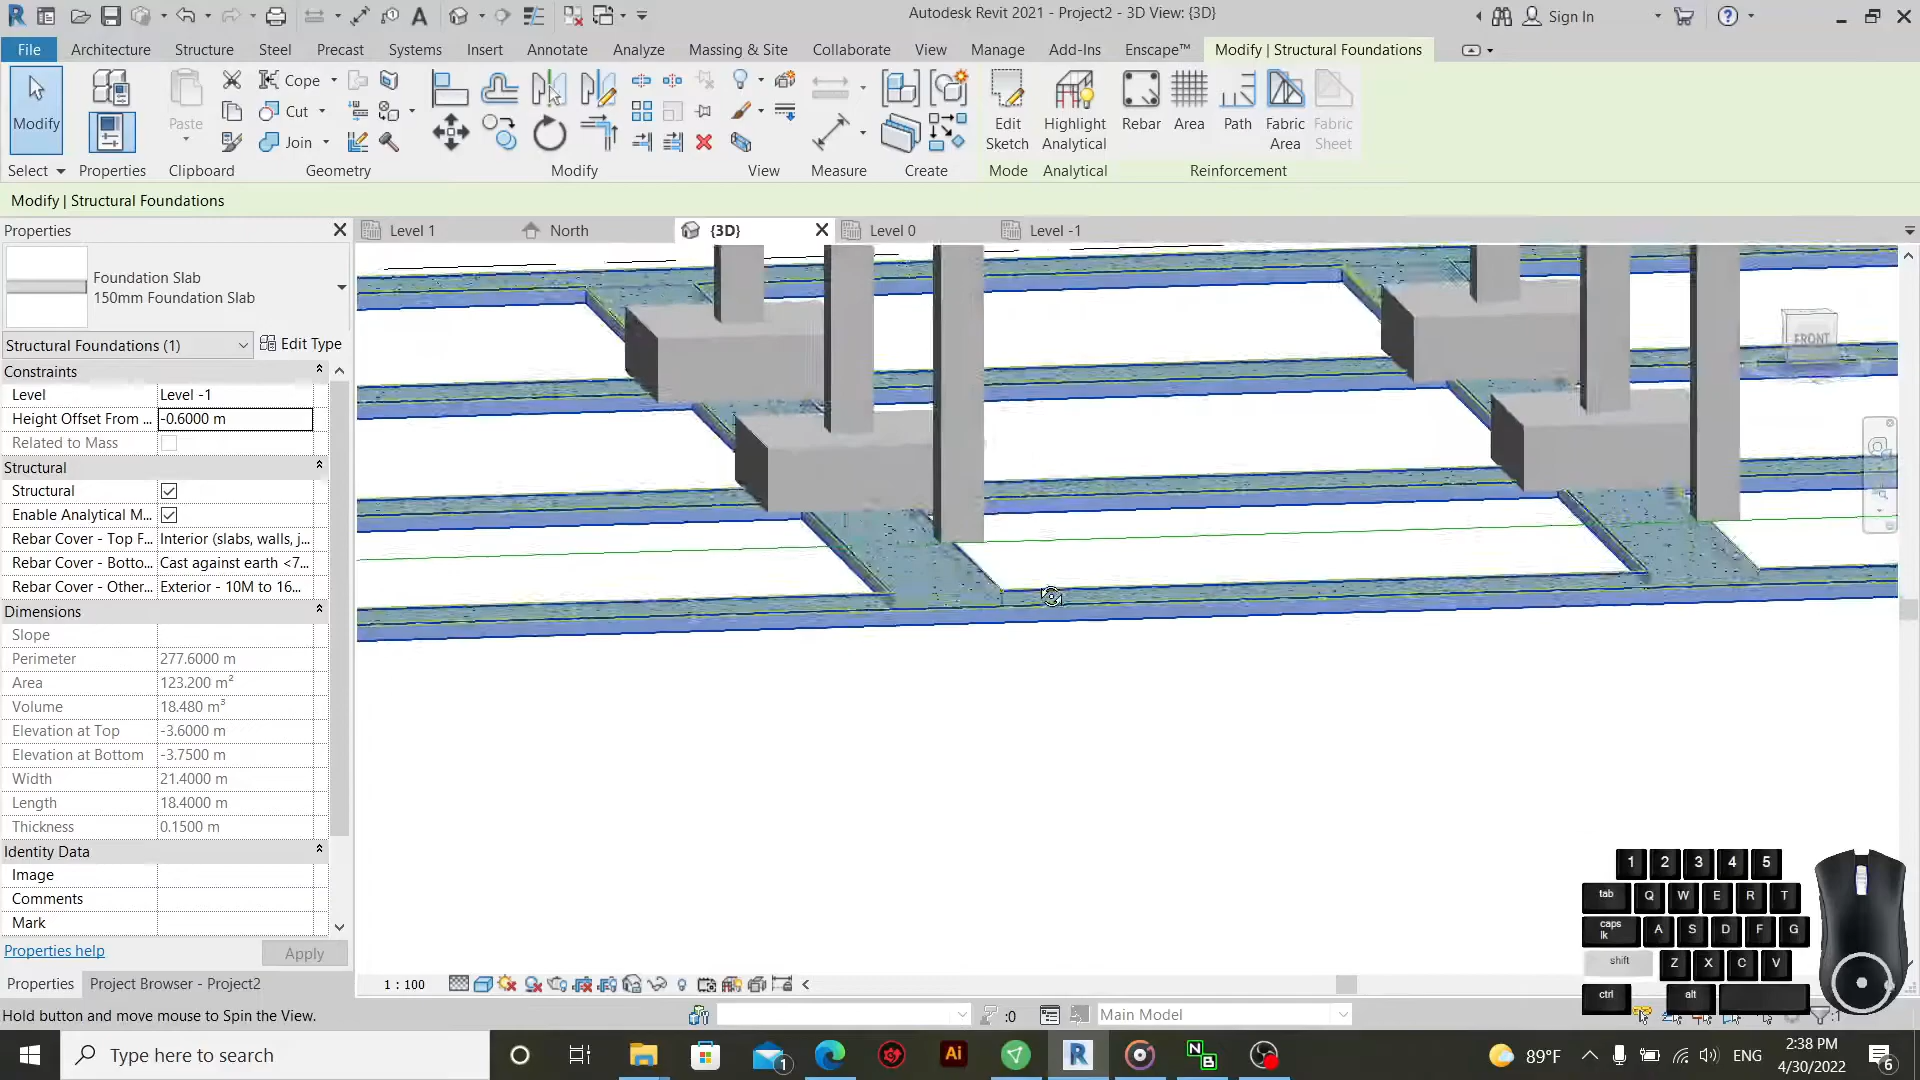 Autodesk Revit 2021 - Project2 - 3D View: {3D}
Sign In
File
Architecture
Structure
Steel
Precast
Systems
Insert
Annotate
Analyze
Massing & Site
Collaborate
View
Manage
Add-Ins
Enscape™
Modify | Structural Foundations
Modify
Paste
Cope
Cut
Join
Edit Sketch
Highlight Analytical
Rebar
Area
Path
Fabric Area
Fabric Sheet
Select
Properties
Clipboard
Geometry
Modify
View
Measure
Create
Mode
Analytical
Reinforcement
Modify | Structural Foundations
Properties
Level 1
North
{3D}
Level 0
Level -1
Foundation Slab
150mm Foundation Slab
Structural Foundations (1)
Edit Type
Constraints
Level Level -1
Height Offset From ... -0.6000 m
Related to Mass
Structural
Structural
Enable Analytical M...
Rebar Cover - Top F... Interior (slabs, walls, j...
Rebar Cover - Botto... Cast against earth <7...
Rebar Cover - Other... Exterior - 10M to 16...
Dimensions
Slope
Perimeter 277.6000 m
Area 123.200 m²
Volume 18.480 m³
Elevation at Top -3.6000 m
Elevation at Bottom -3.7500 m
Width 21.4000 m
Length 18.4000 m
Thickness 0.1500 m
Identity Data
Image
Comments
Mark
Properties help
Apply
Properties
Project Browser - Project2
FRONT
1 : 100
Hold button and move mouse to Spin the View.
:0
Main Model
:1
1 2 3 4 5
tab Q W E R T
caps lk A S D F G
shift Z X C V
ctrl alt
Type here to search
1
Ai
N
B
89°F
ENG
2:38 PM
4/30/2022
6